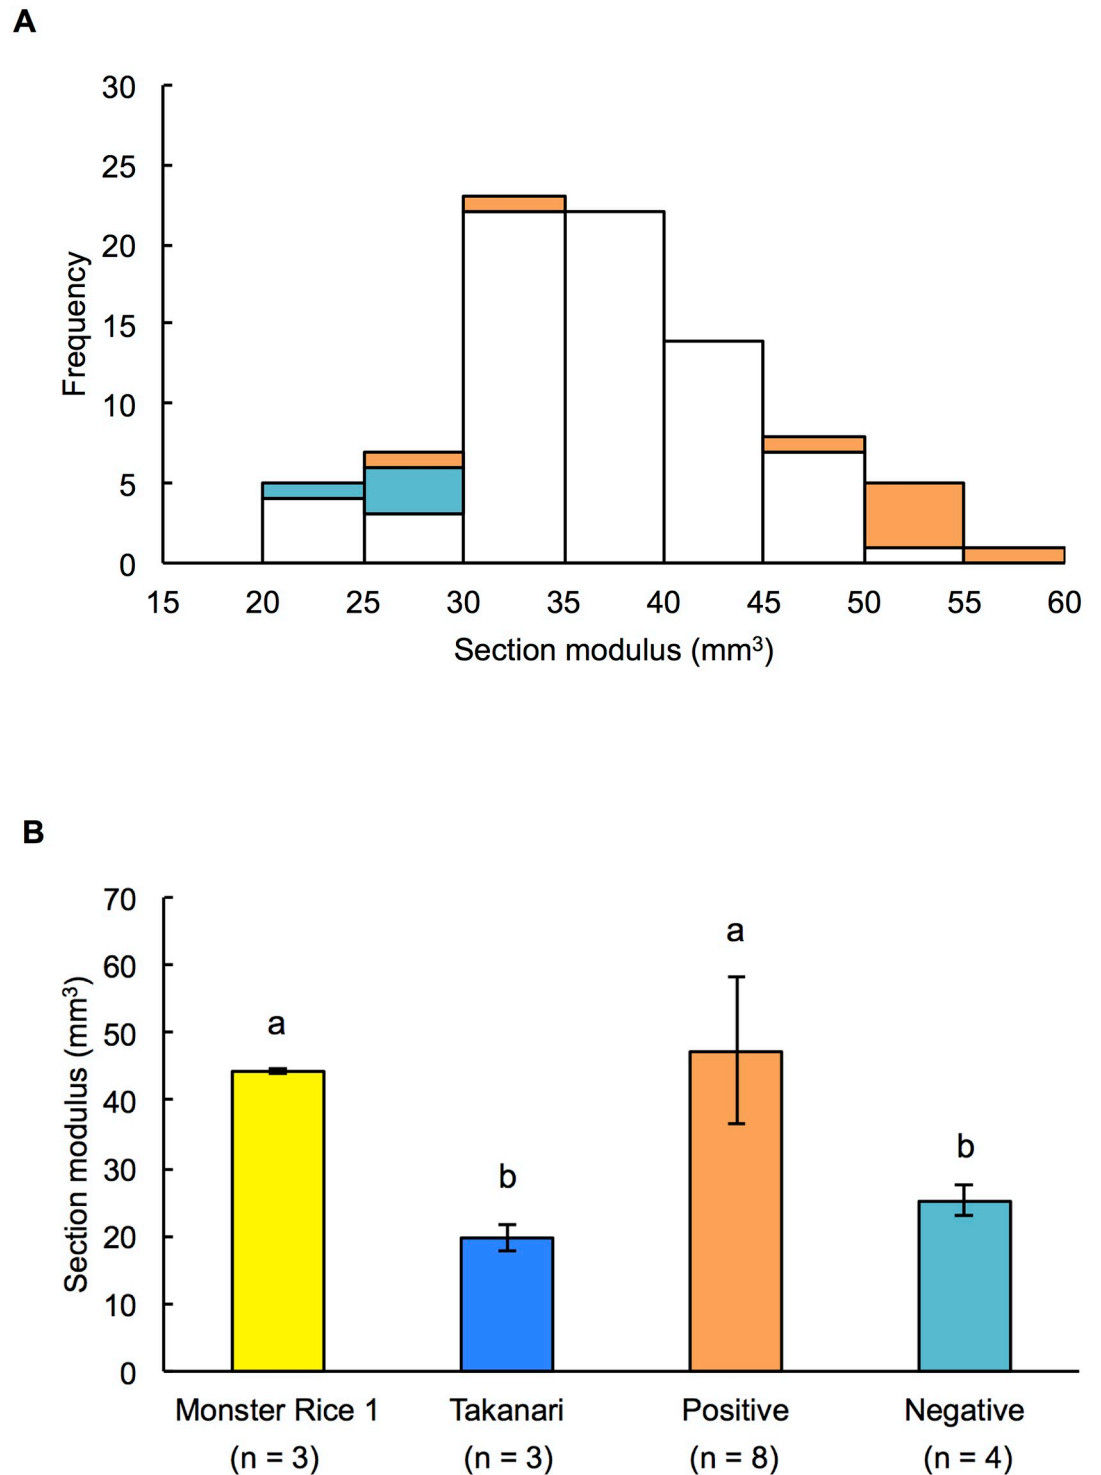 A
30
25
20
15
10
5
0
Frequency
15 20 25 30 35 40 45 50 55 60
Section modulus (mm³)
B
70
60
50
40
30
20
10
0
Section modulus (mm³)
a
b
a
b
Monster Rice 1 Takanari Positive Negative
(n = 3) (n = 3) (n = 8) (n = 4)